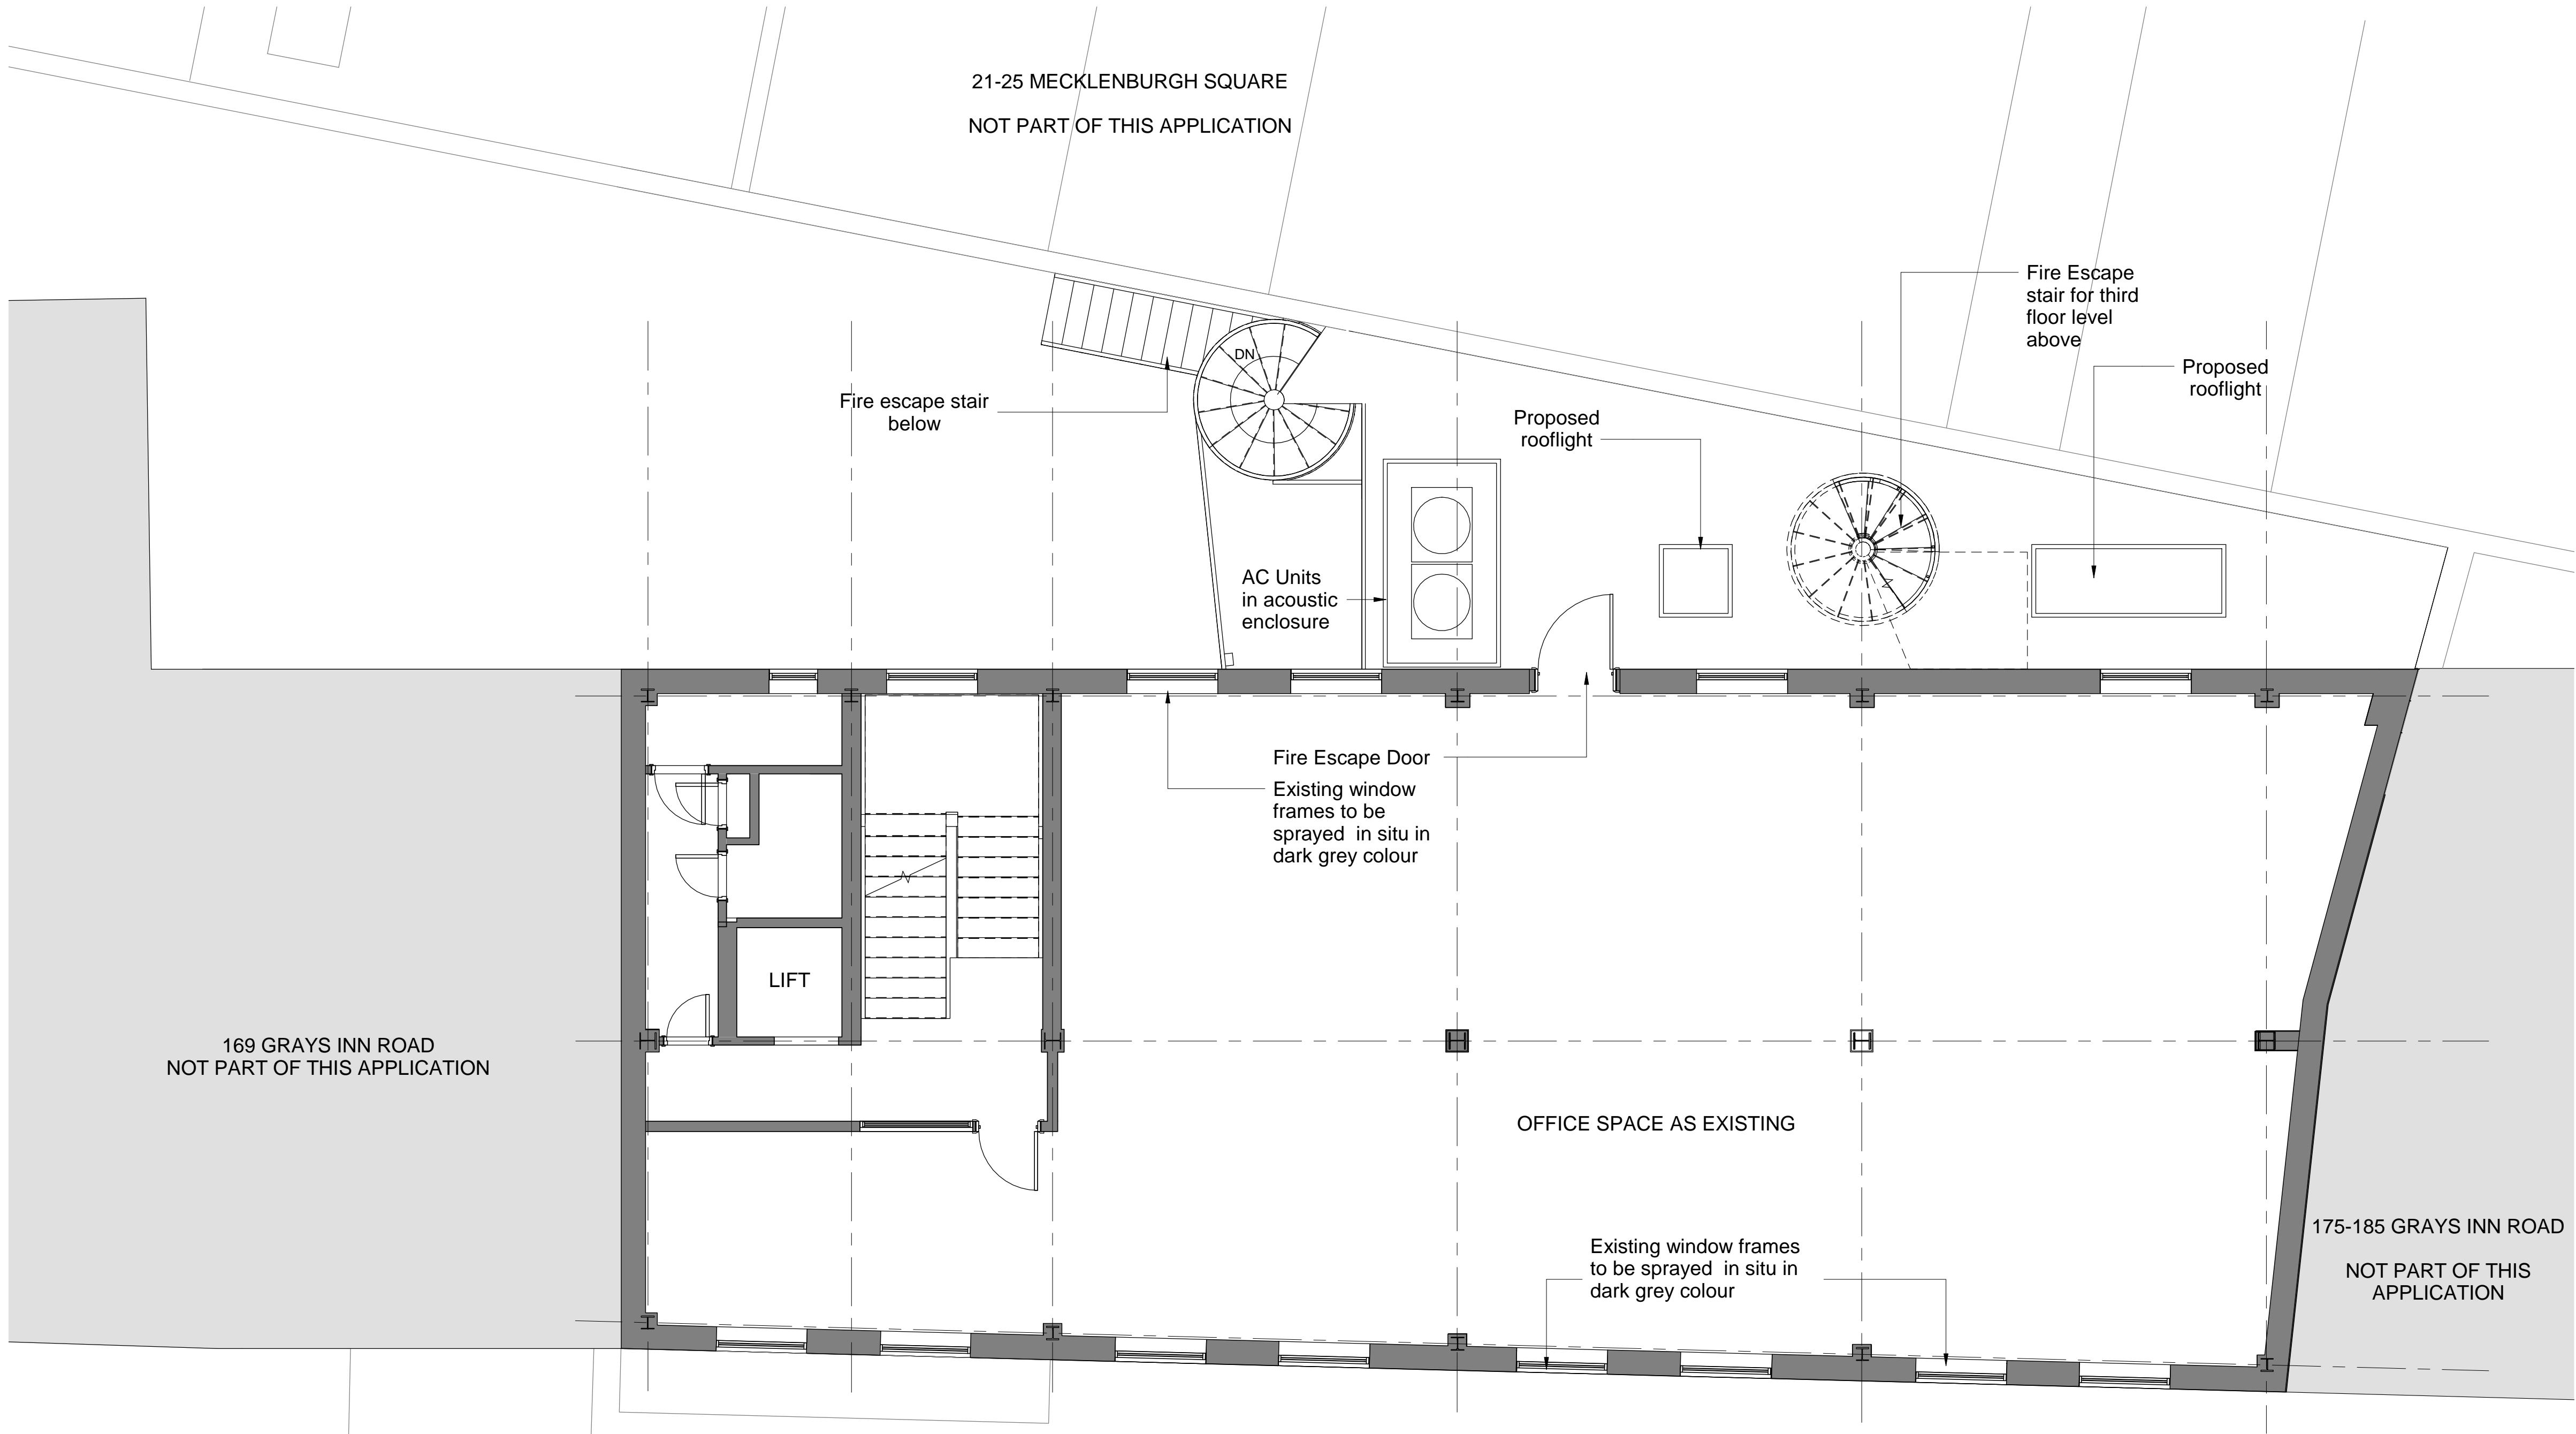 21-25 MECKLENBURGH SQUARE
NOT PART OF THIS APPLICATION
Fire Escape
stair for third
floor level
above
Proposed
rooflight
DN
Fire escape stair
below
Proposed
rooflight
AC Units
in acoustic
enclosure
Fire Escape Door
Existing window
frames to be
sprayed in situ in
dark grey colour
LIFT
169 GRAYS INN ROAD
NOT PART OF THIS APPLICATION
OFFICE SPACE AS EXISTING
175-185 GRAYS INN ROAD
NOT PART OF THIS
APPLICATION
Existing window frames
to be sprayed in situ in
dark grey colour